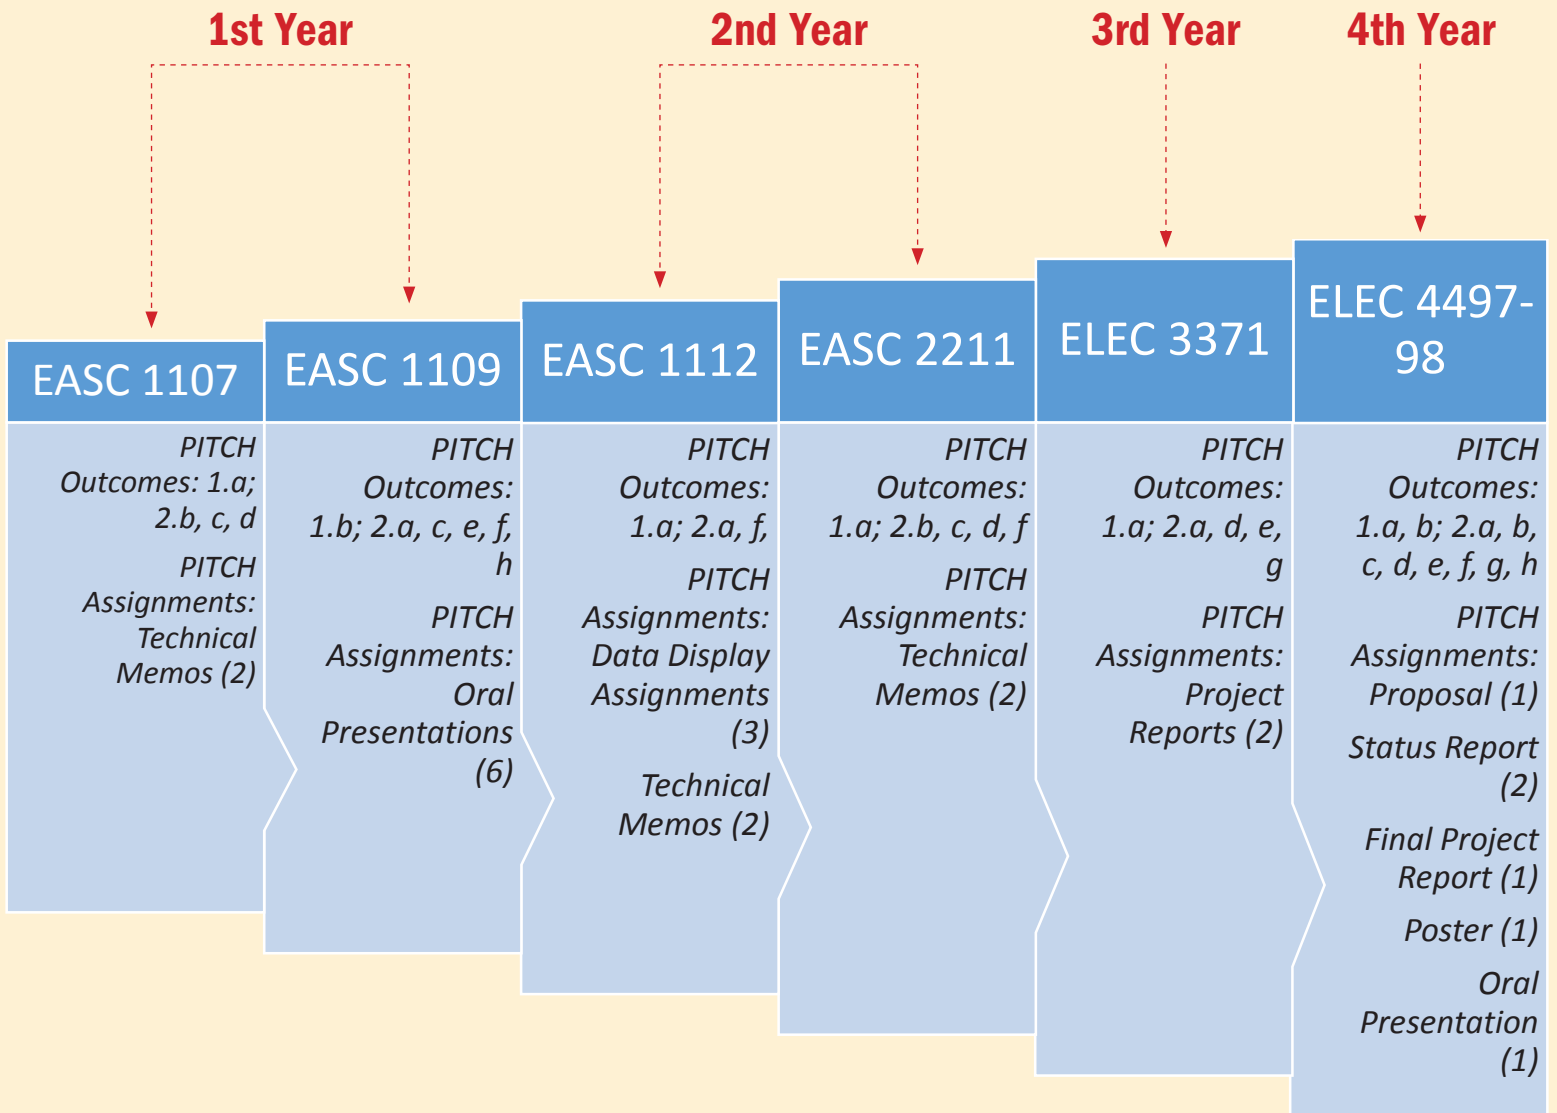 1st Year
2nd Year
3rd Year
4th Year
EASC 1107
PITCH
Outcomes: 1.a;
2.b, c, d
PITCH
Assignments:
Technical
Memos (2)
EASC 1109
PITCH
Outcomes:
1.b; 2.a, c, e, f,
h
PITCH
Assignments:
Oral
Presentations
(6)
EASC 1112
PITCH
Outcomes:
1.a; 2.a, f,
PITCH
Assignments:
Data Display
Assignments
(3)
Technical
Memos (2)
EASC 2211
PITCH
Outcomes:
1.a; 2.b, c, d, f
PITCH
Assignments:
Technical
Memos (2)
ELEC 3371
PITCH
Outcomes:
1.a; 2.a, d, e,
g
PITCH
Assignments:
Project
Reports (2)
ELEC 4497-
98
PITCH
Outcomes:
1.a, b; 2.a, b,
c, d, e, f, g, h
PITCH
Assignments:
Proposal (1)
Status Report
(2)
Final Project
Report (1)
Poster (1)
Oral
Presentation
(1)